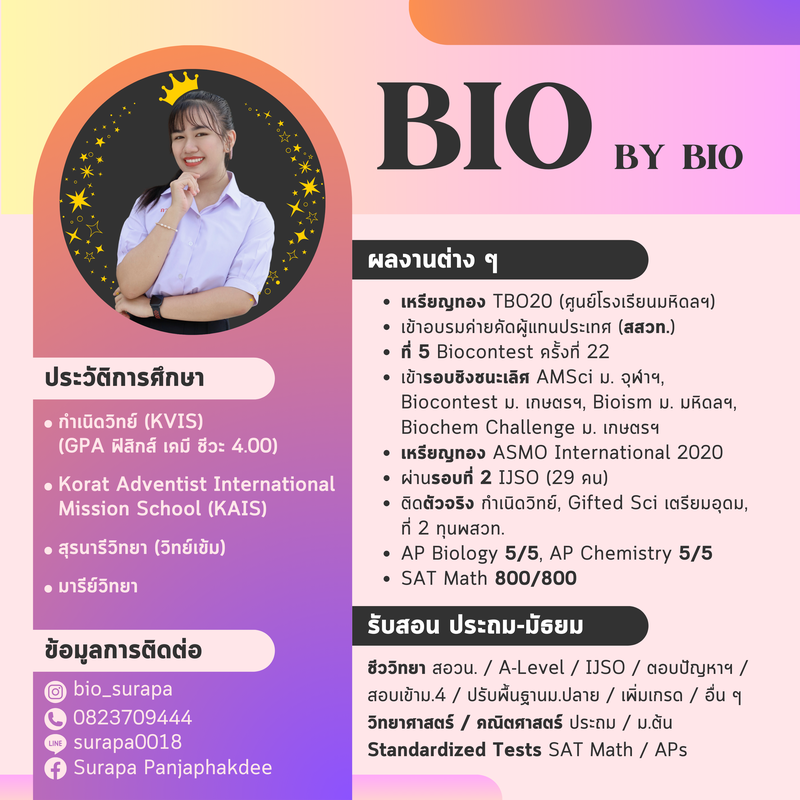 BIO BY BIO
ประวัติการศึกษา
กำเนิดวิทย์ (KVIS)
(GPA ฟิสิกส์ เคมี ชีวะ 4.00)
Korat Adventist International
Mission School (KAIS)
สุรนารีวิทยา (วิทย์เข้ม)
มารีย์วิทยา
ข้อมูลการติดต่อ
bio_surapa
0823709444
LINE surapa0018
Surapa Panjaphakdee
ผลงานต่าง ๆ
เหรียญทอง TBO20 (ศูนย์โรงเรียนมหิดลฯ)
เข้าอบรมค่ายคัดผู้แทนประเทศ (สสวท.)
ที่ 5 Biocontest ครั้งที่ 22
เข้ารอบชิงชนะเลิศ AMSci ม. จุฬาฯ,
Biocontest ม. เกษตรฯ, Bioism ม. มหิดลฯ,
Biochem Challenge ม. เกษตรฯ
เหรียญทอง ASMO International 2020
ผ่านรอบที่ 2 IJSO (29 คน)
ติดตัวจริง กำเนิดวิทย์, Gifted Sci เตรียมอุดม,
ที่ 2 ทุนพสวท.
AP Biology 5/5, AP Chemistry 5/5
SAT Math 800/800
รับสอน ประถม-มัธยม
ชีววิทยา สอวน. / A-Level / IJSO / ตอบปัญหาฯ /
สอบเข้าม.4 / ปรับพื้นฐานม.ปลาย / เพิ่มเกรด / อื่น ๆ
วิทยาศาสตร์ / คณิตศาสตร์ ประถม / ม.ต้น
Standardized Tests SAT Math / APs